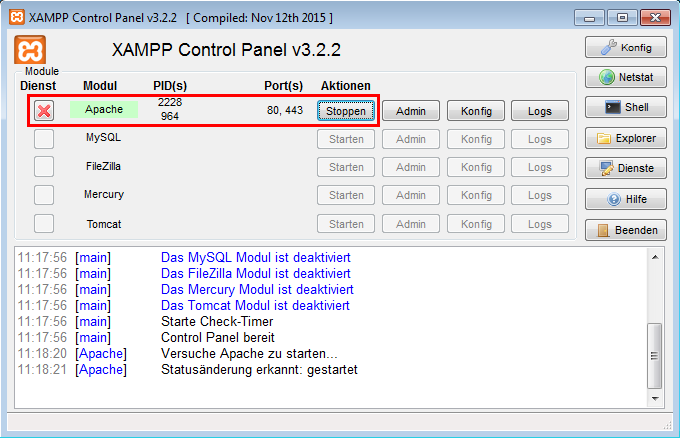 XAMPP Control Panel v3.2.2 [ Compiled: Nov 12th 2015 ]
XAMPP Control Panel v3.2.2
Konfig
Module
Dienst Modul PID(s) Port(s) Aktionen
Netstat
Apache 2228 964 80, 443 Stoppen Admin Konfig Logs
Shell
MySQL Starten Admin Konfig Logs
Explorer
FileZilla Starten Admin Konfig Logs
Dienste
Mercury Starten Admin Konfig Logs
Hilfe
Tomcat Starten Admin Konfig Logs
Beenden
11:17:56 [main] Das MySQL Modul ist deaktiviert
11:17:56 [main] Das FileZilla Modul ist deaktiviert
11:17:56 [main] Das Mercury Modul ist deaktiviert
11:17:56 [main] Das Tomcat Modul ist deaktiviert
11:17:56 [main] Starte Check-Timer
11:17:56 [main] Control Panel bereit
11:18:20 [Apache] Versuche Apache zu starten...
11:18:21 [Apache] Statusänderung erkannt: gestartet